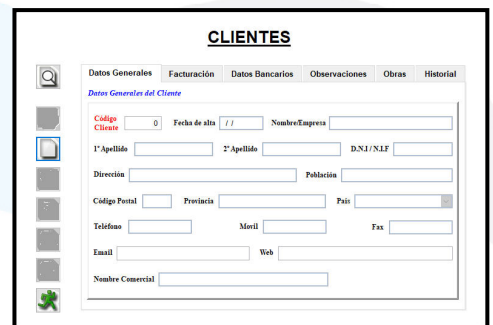 CLIENTES
Datos Generales Facturación Datos Bancarios Observaciones Obras Historial
Datos Generales del Cliente
Código Cliente 0 Fecha de alta / / Nombre/Empresa
1º Apellido 2º Apellido D.N.I / N.I.F
Dirección Población
Código Postal Provincia País
Teléfono Movil Fax
Email Web
Nombre Comercial